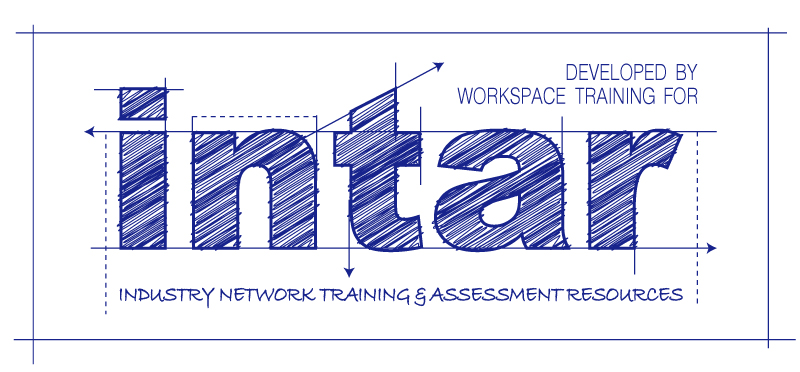 DEVELOPED BY
WORKSPACE TRAINING FOR
intar
INDUSTRY NETWORK TRAINING & ASSESSMENT RESOURCES